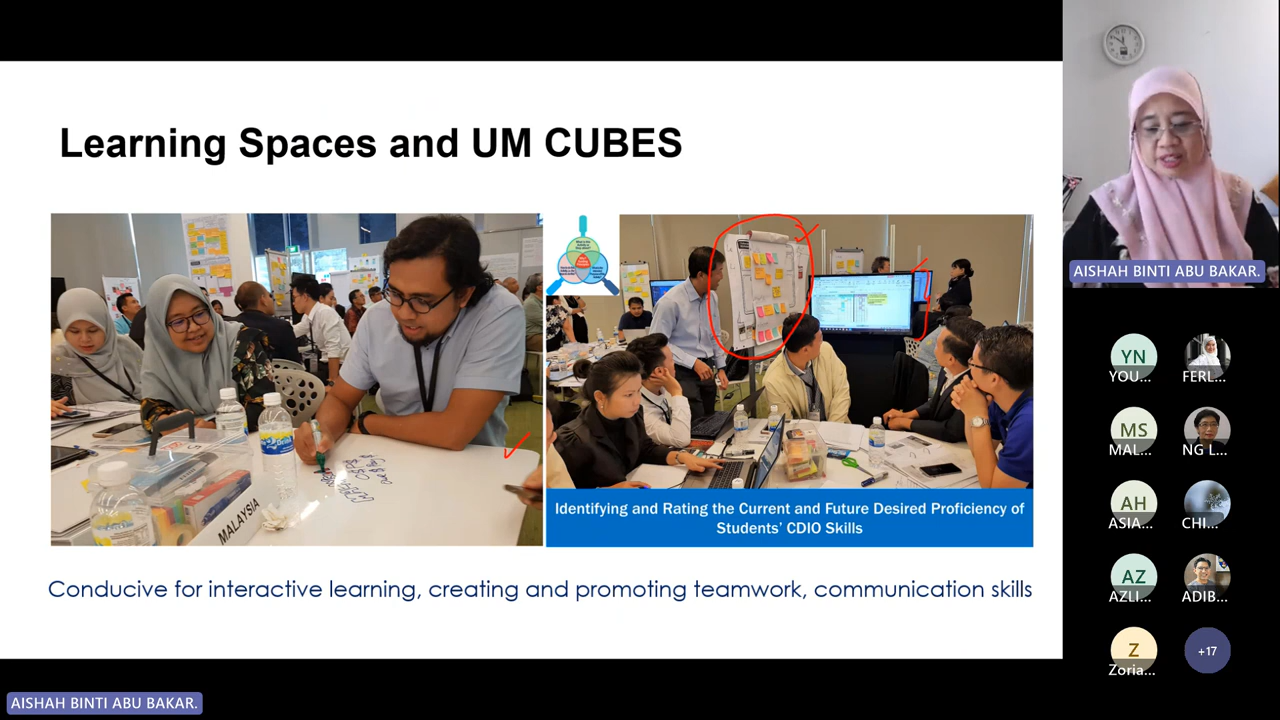 Learning Spaces and UM CUBES
MALAYSIA
Identifying and Rating the Current and Future Desired Proficiency of
Students' CDIO Skills
Conducive for interactive learning, creating and promoting teamwork, communication skills
AISHAH BINTI ABU BAKAR.
YN
YOU...
FERL...
MS
MAL...
NG L...
AH
ASIA...
CHI...
AZ
AZLI...
ADIB...
Z
Zoria...
+17
AISHAH BINTI ABU BAKAR.